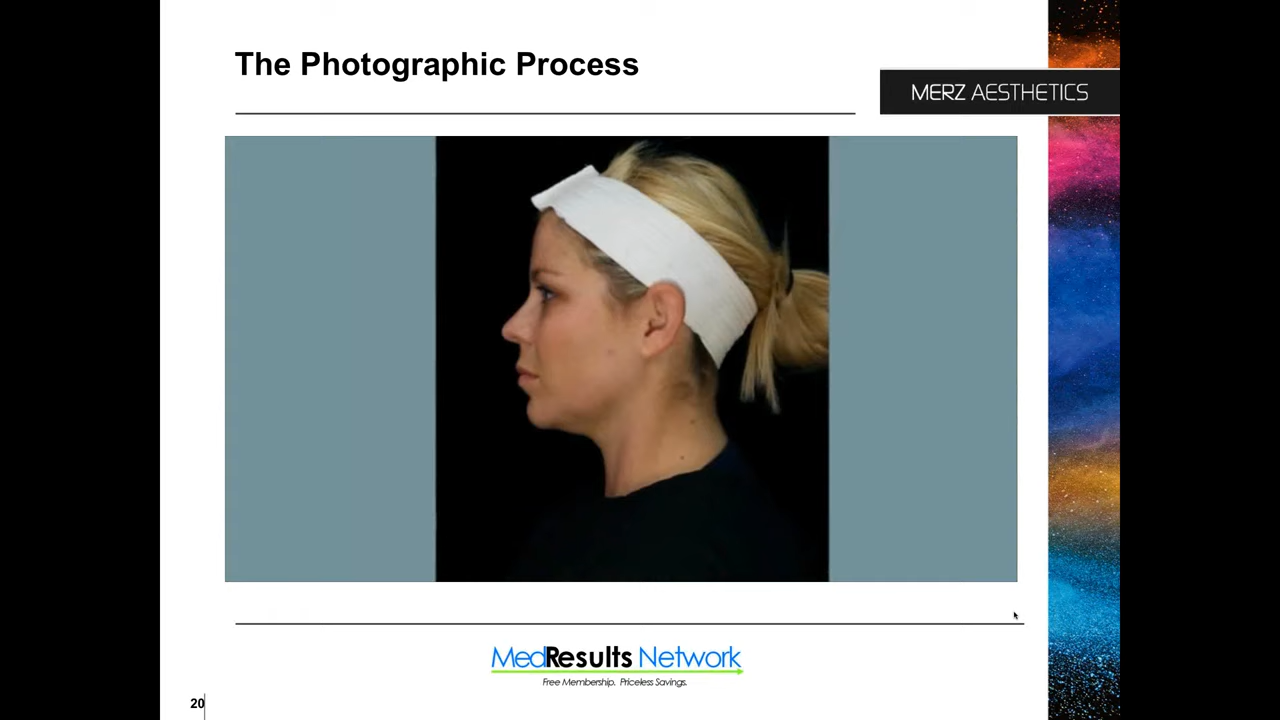 The Photographic Process
MERZ AESTHETICS
MedResults Network
Free Membership. Priceless Savings.
20